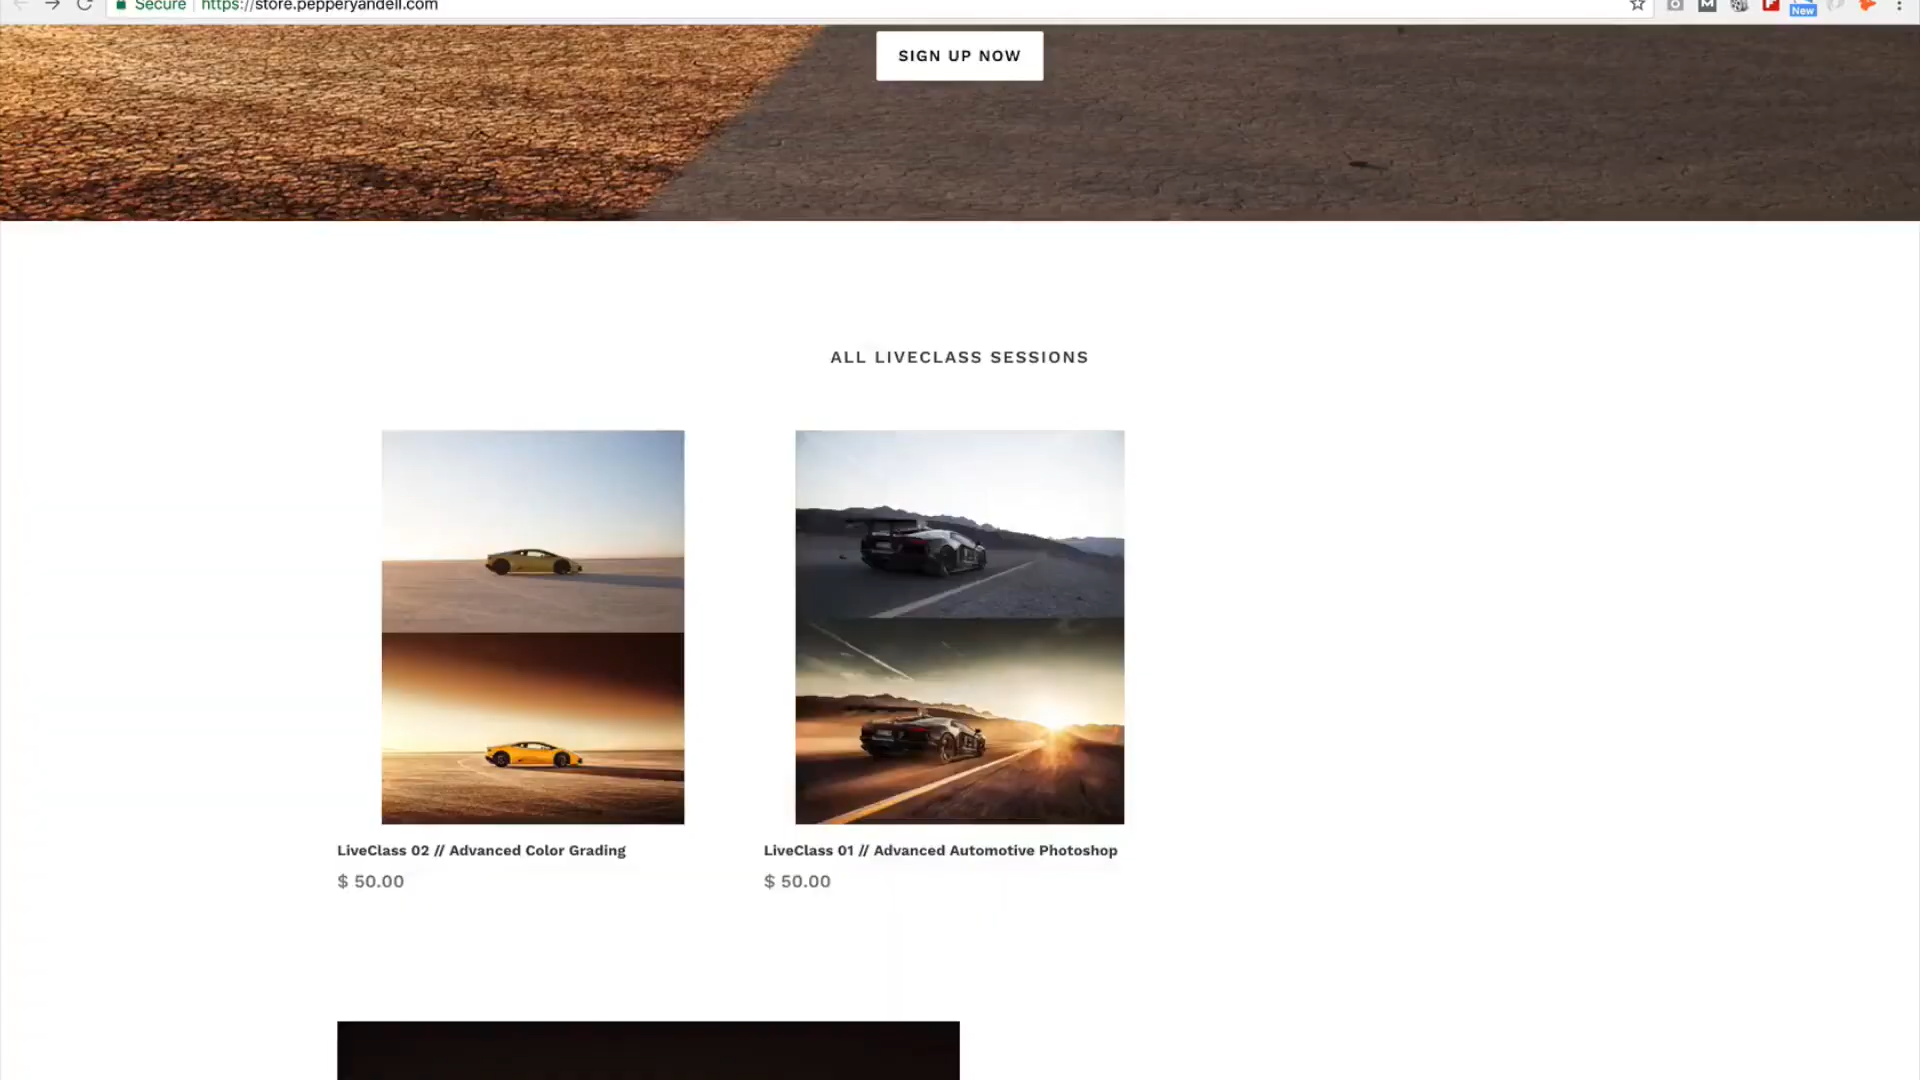 Secure https://store.pepperyandell.com
New
SIGN UP NOW
ALL LIVECLASS SESSIONS
LiveClass 02 // Advanced Color Grading
$ 50.00
LiveClass 01 // Advanced Automotive Photoshop
$ 50.00